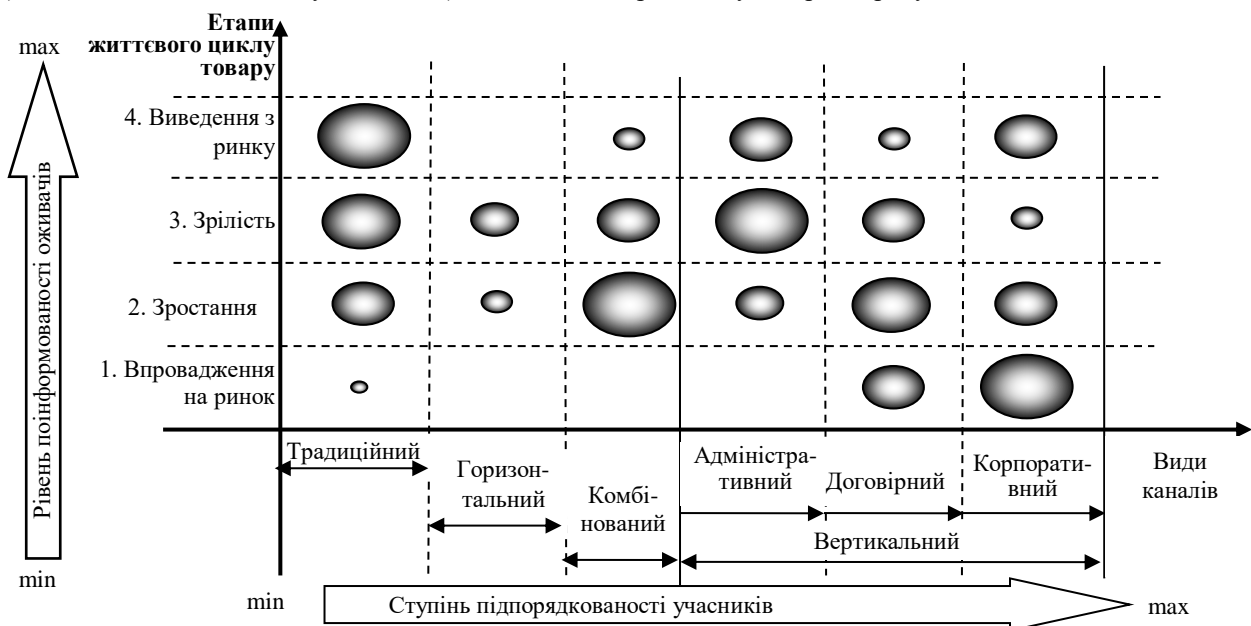 Етапи
життєвого циклу
товару
max
4. Виведення з
ринку
3. Зрілість
2. Зростання
1. Впровадження
на ринок
Рівень поінформованості оживачів
min
Традиційний
Горизон-
тальний
Комбі-
нований
Адміністра-
тивний
Договірний
Корпорати-
вний
Види
каналів
Вертикальний
min
Ступінь підпорядкованості учасників
max